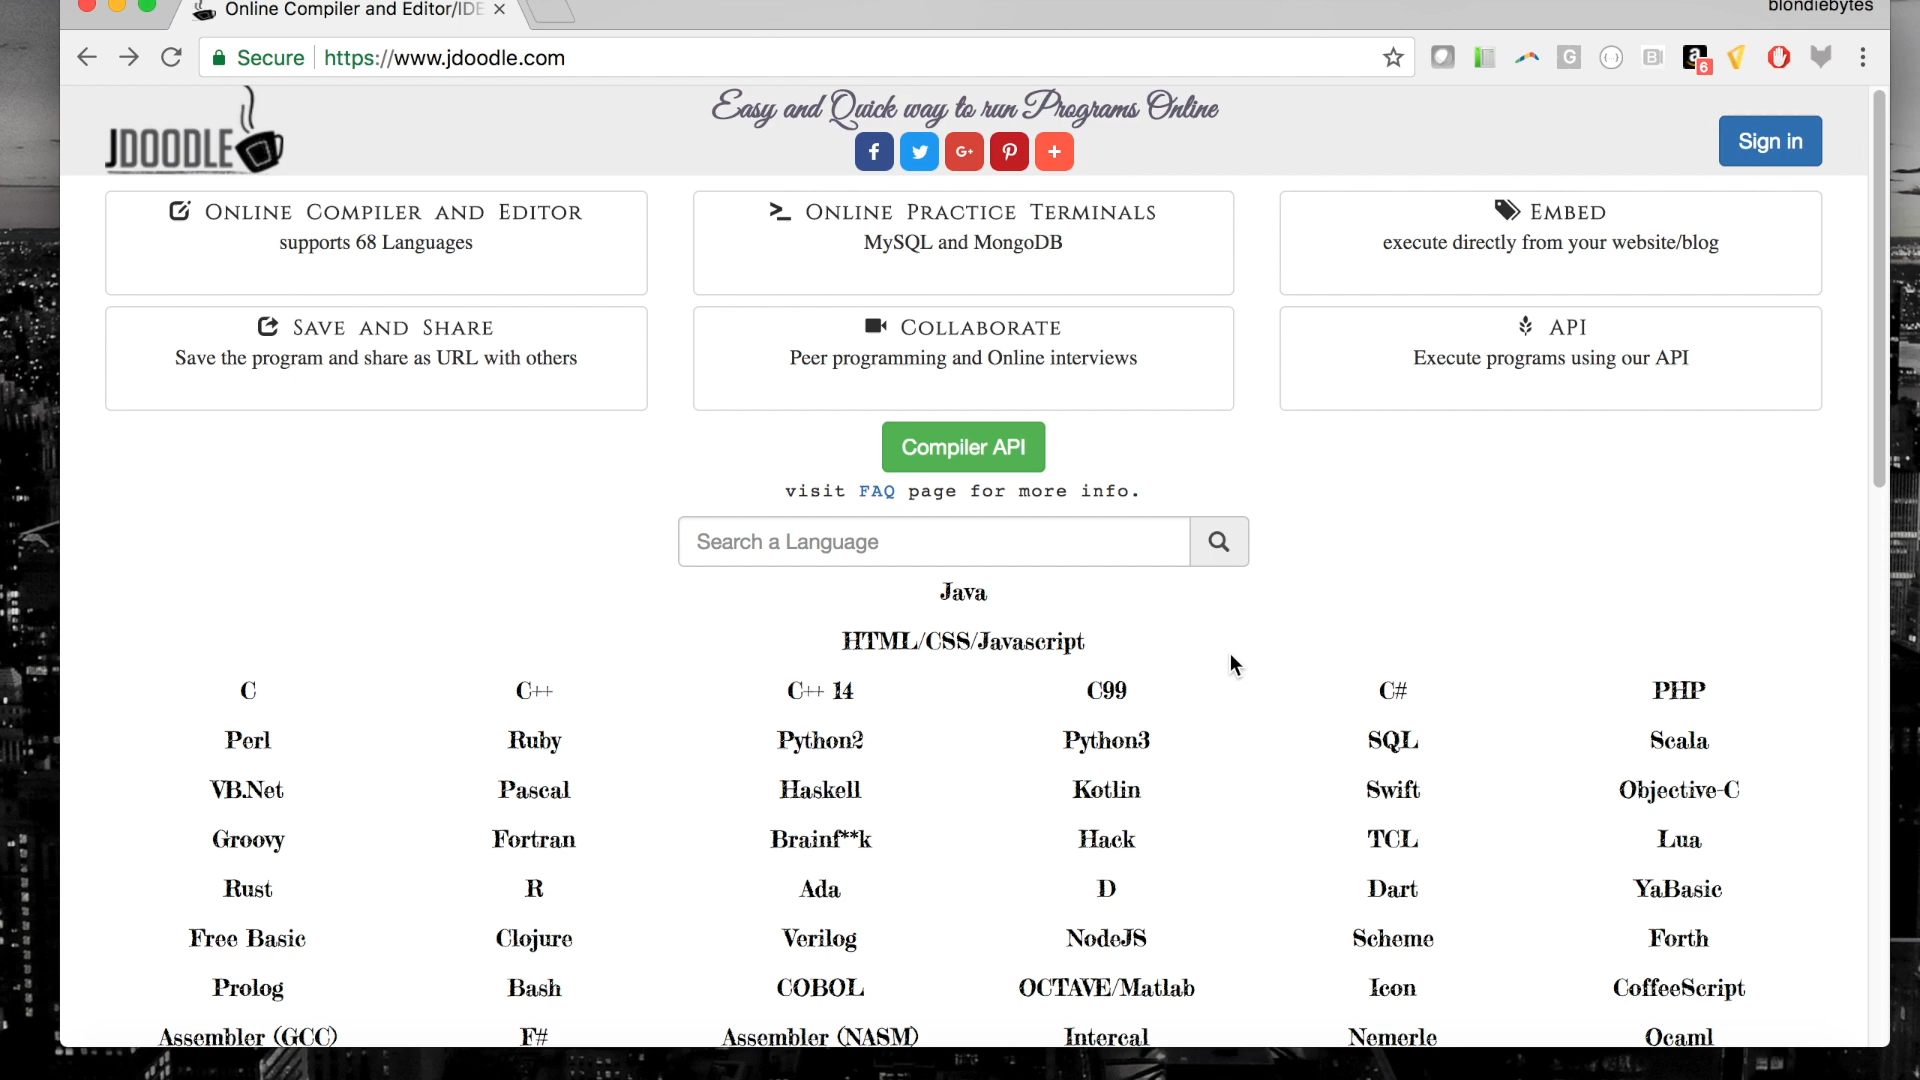 Online Compiler and Editor/IDE
blondiebytes
Secure https://www.jdoodle.com
6
JDOODLE
Easy and Quick way to run Programs Online
Sign in
ONLINE COMPILER AND EDITOR
supports 68 Languages
ONLINE PRACTICE TERMINALS
MySQL and MongoDB
EMBED
execute directly from your website/blog
SAVE AND SHARE
Save the program and share as URL with others
COLLABORATE
Peer programming and Online interviews
API
Execute programs using our API
Compiler API
visit FAQ page for more info.
Search a Language
Java
HTML/CSS/Javascript
C C++ C++ 14 C99 C# PHP
Perl Ruby Python2 Python3 SQL Scala
VB.Net Pascal Haskell Kotlin Swift Objective-C
Groovy Fortran Brainf**k Hack TCL Lua
Rust R Ada D Dart YaBasic
Free Basic Clojure Verilog NodeJS Scheme Forth
Prolog Bash COBOL OCTAVE/Matlab Icon CoffeeScript
Assembler (GCC) F# Assembler (NASM) Intercal Nemerle Ocaml